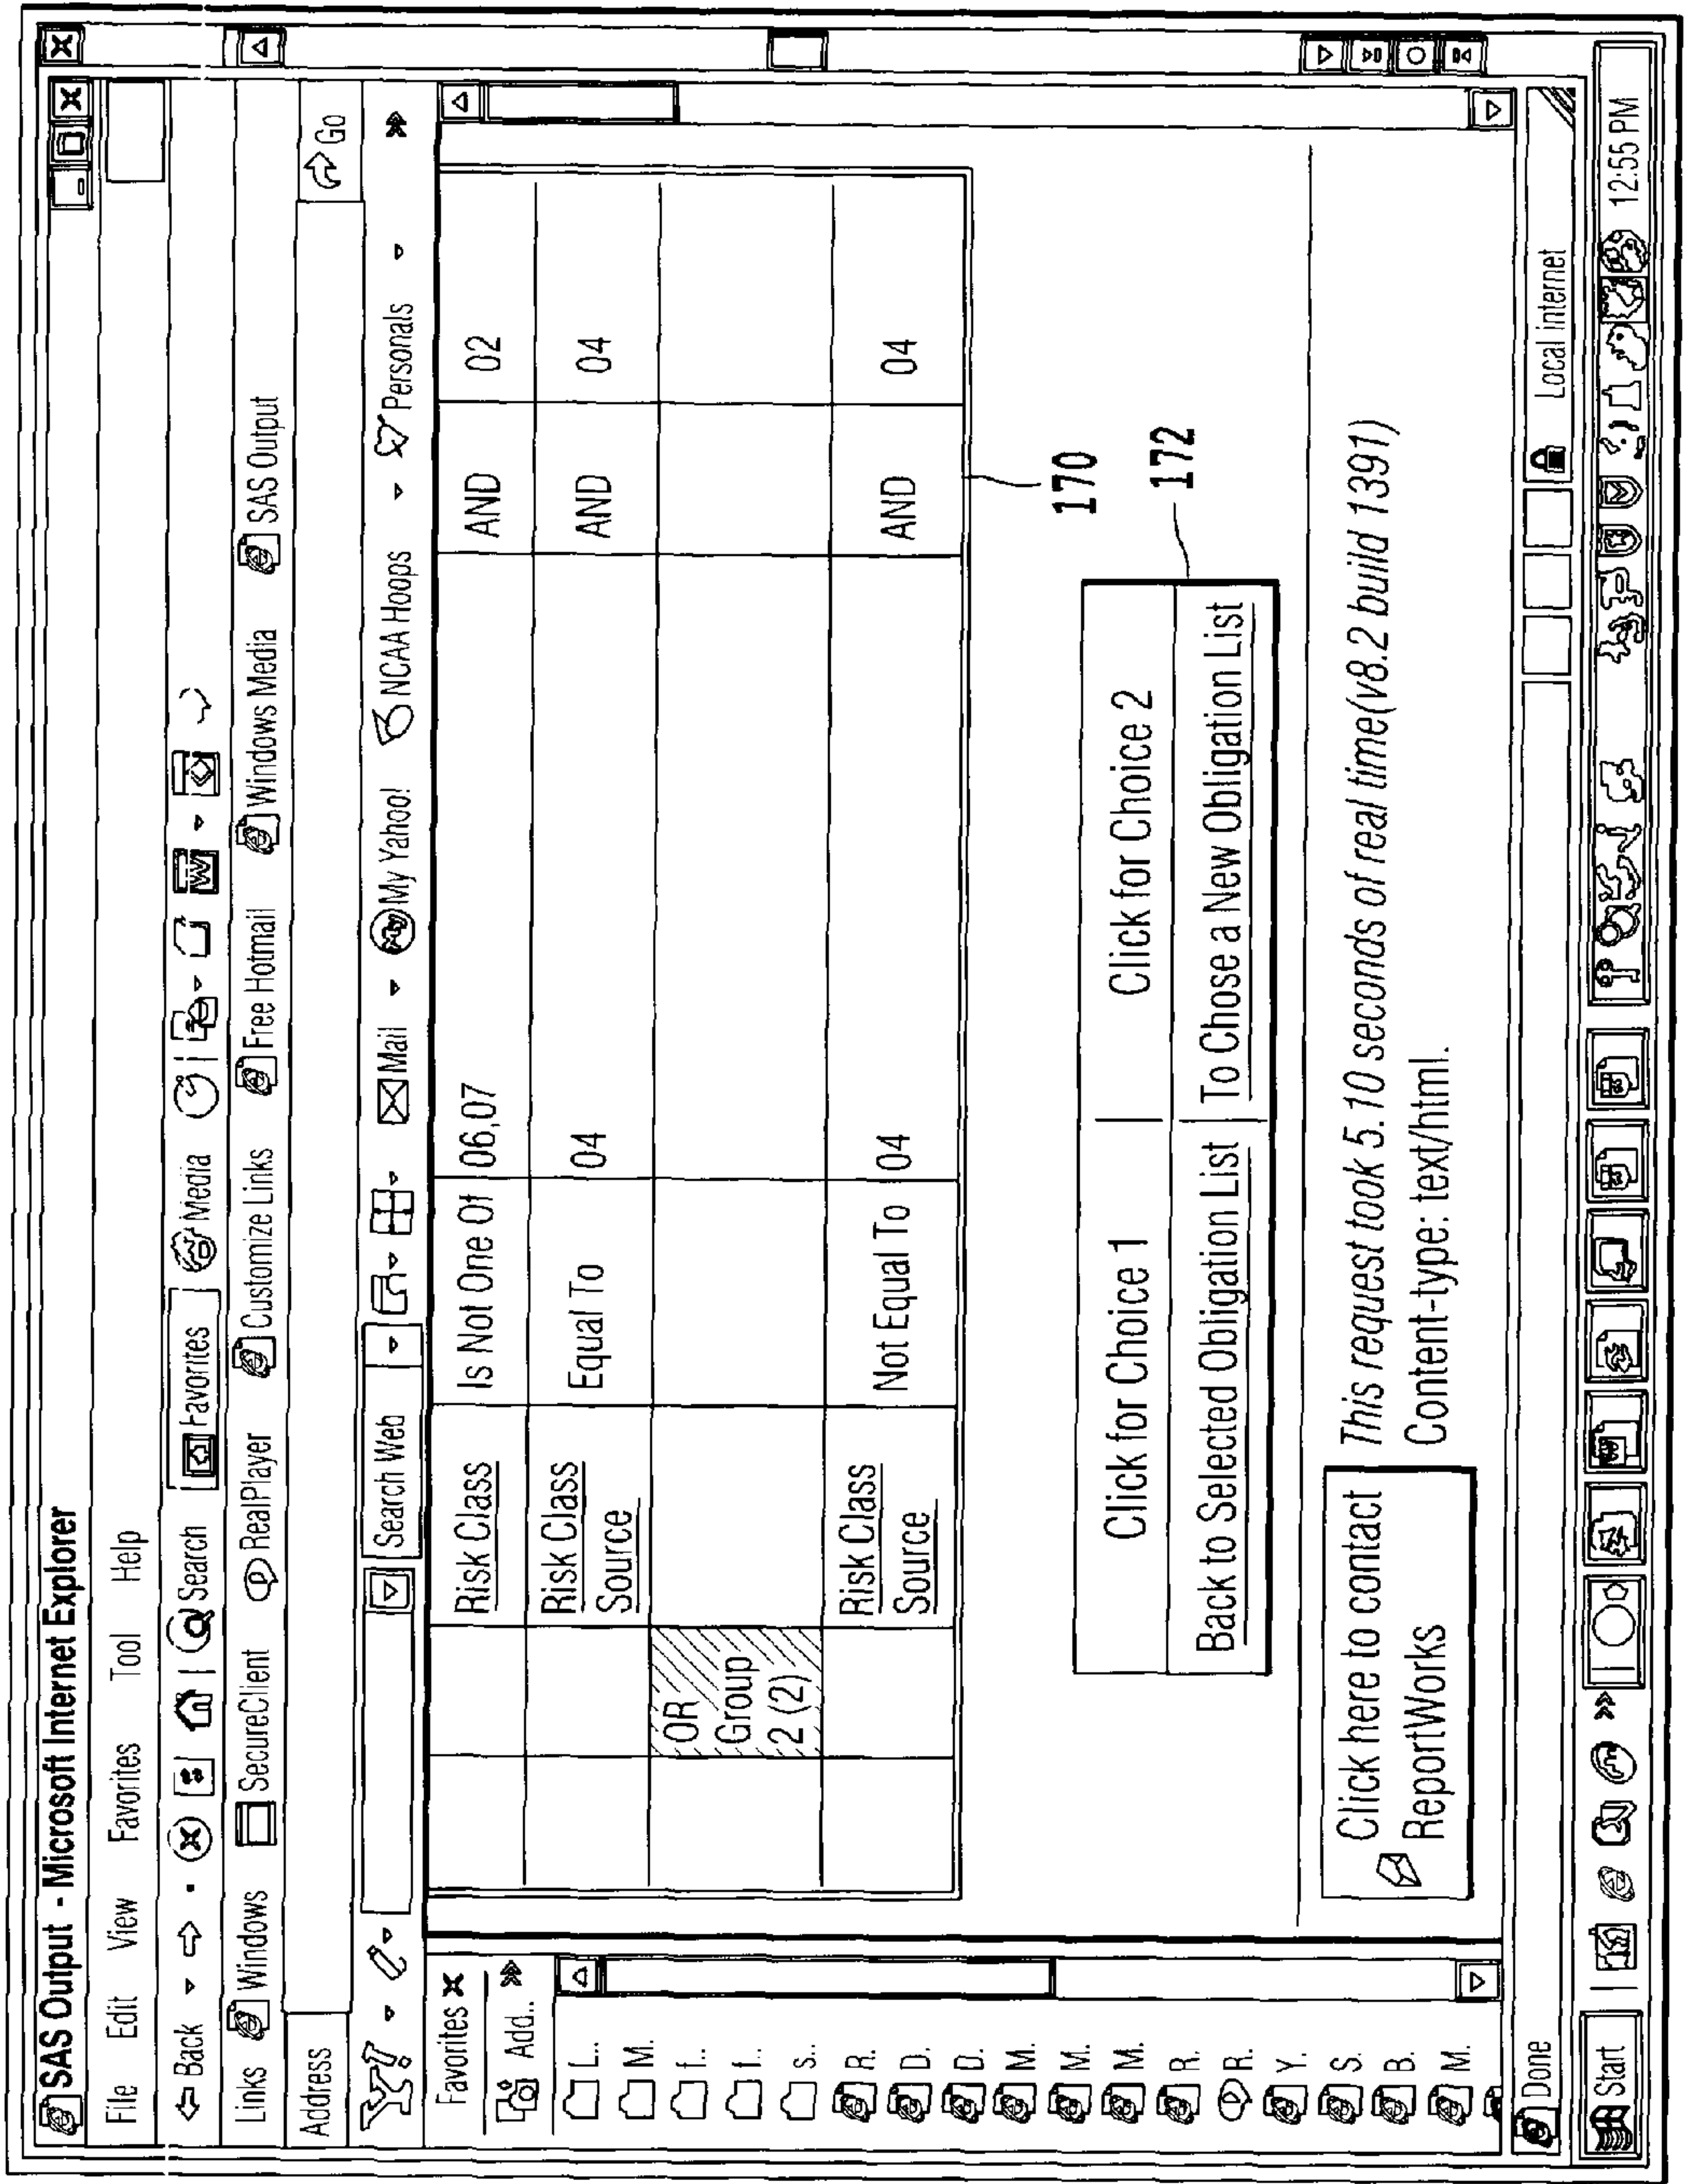 SAS Output - Microsoft Internet Explorer
File Edit View Favorites Tool Help
Back Search Favorites Media
Links Windows SecureClient RealPlayer Customize Links Free Hotmail Windows Media SAS Output
Address Go
Y! Search Web Mail My Yahoo! NCAA Hoops Personals
Favorites X
Add..
L..
M.
f..
f..
s..
R.
D.
D.
M.
M.
M.
R.
R.
Y.
S.
B.
M.
Risk Class Is Not One Of 06,07 AND 02
Risk Class
Source Equal To 04 AND 04
OR
Group
2 (2)
Risk Class
Source Not Equal To 04 AND 04
170
172
Click for Choice 1 Click for Choice 2
Back to Selected Obligation List To Chose a New Obligation List
Click here to contact
ReportWorks
This request took 5.10 seconds of real time(v8.2 build 1391)
Content-type: text/html.
Done Local internet
Start 12:55 PM